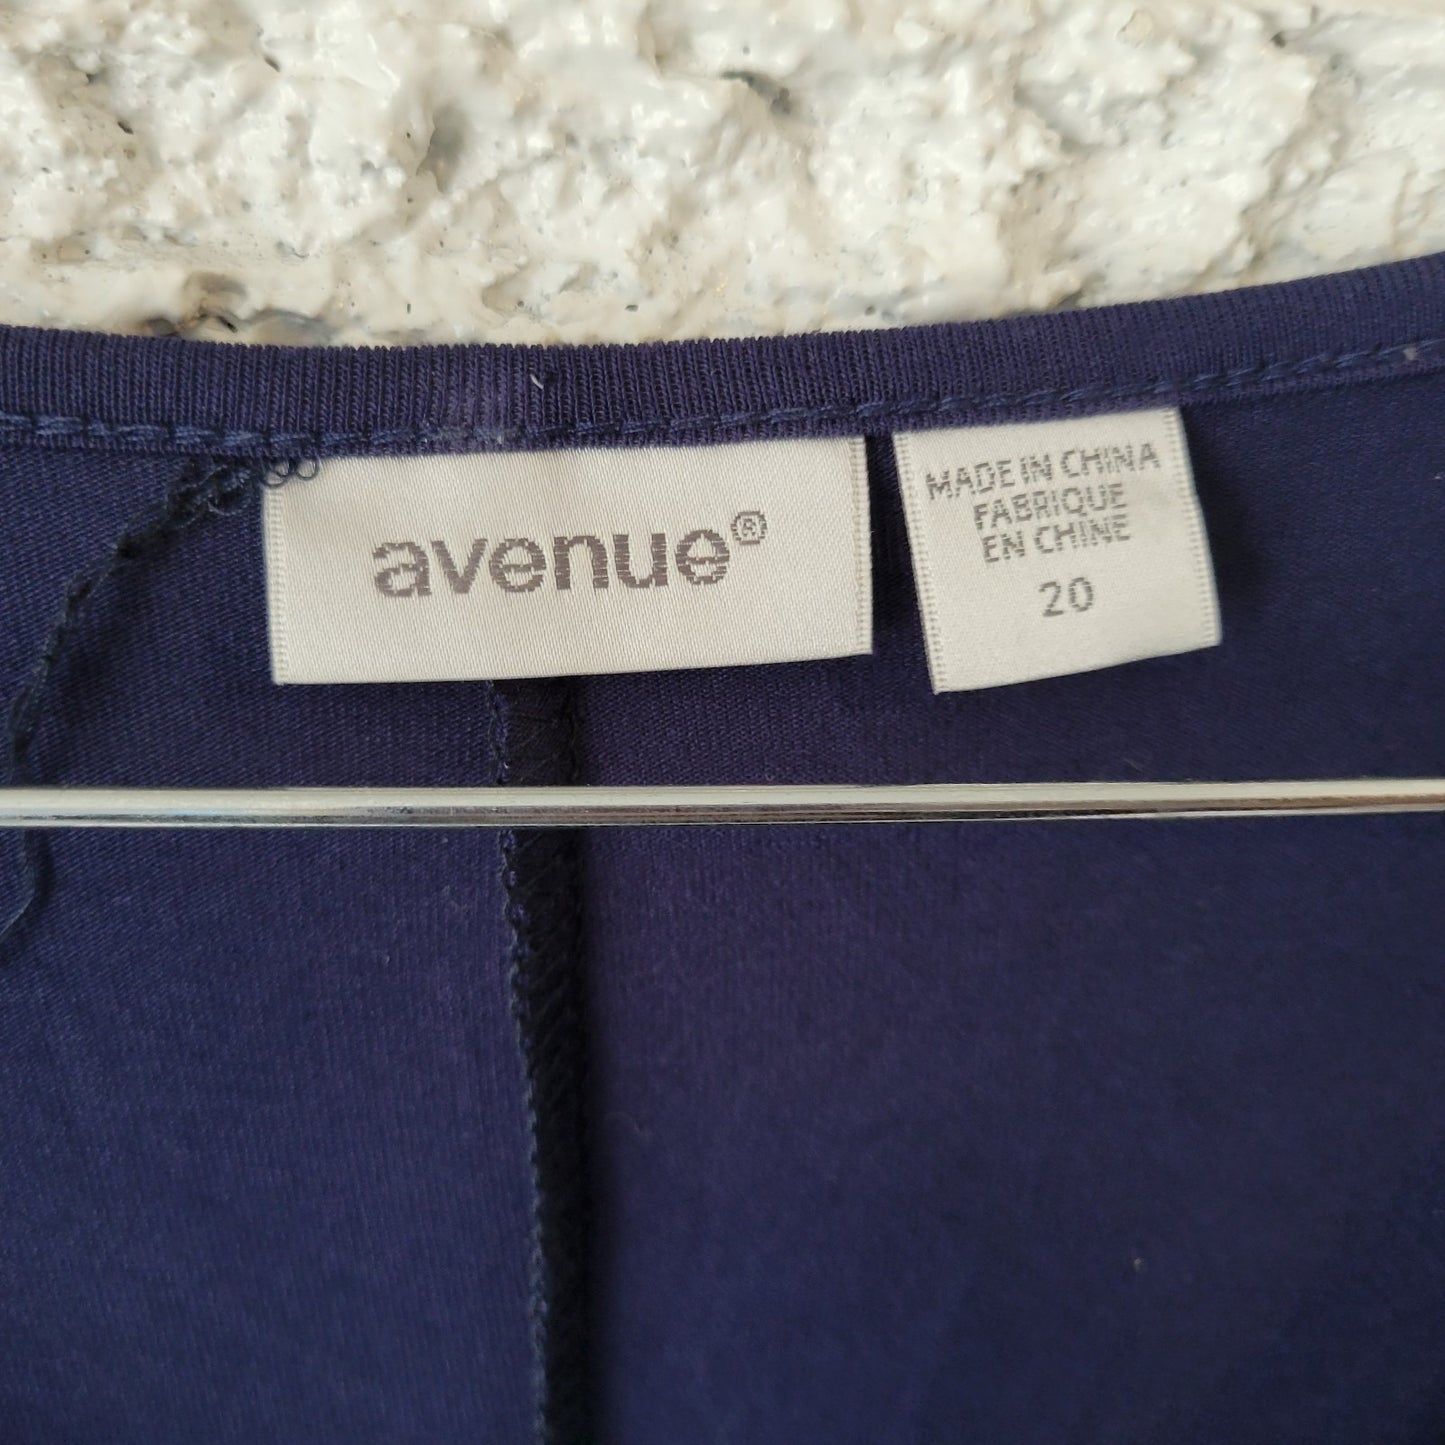 avenue®
MADE IN CHINA
FABRIQUE
EN CHINE
20